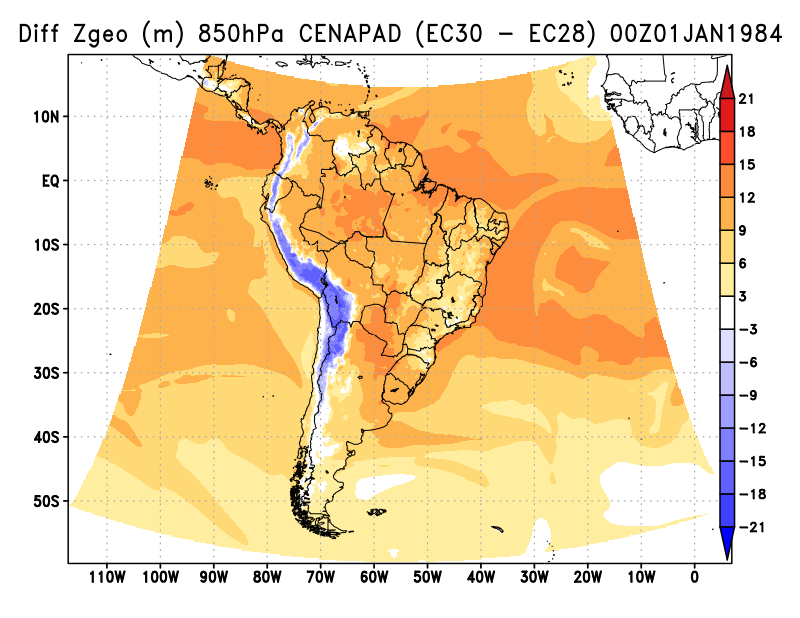 Diff Zgeo (m) 850hPa CENAPAD (EC30 − EC28) 00Z01JAN1984
10N
EQ
10S
20S
30S
40S
50S
110W 100W 90W 80W 70W 60W 50W 40W 30W 20W 10W 0
21
18
15
12
9
6
3
−3
−6
−9
−12
−15
−18
−21